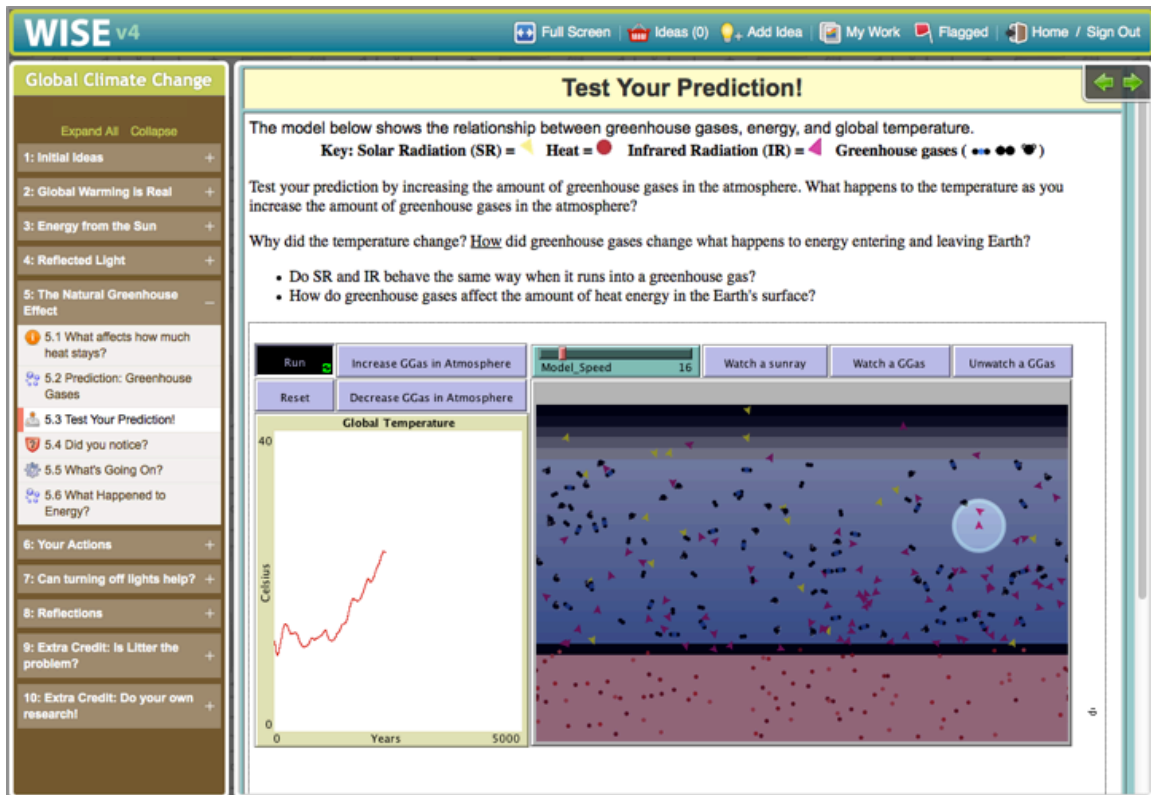 WISE v4
Full Screen
Ideas (0)
Add Idea
My Work
Flagged
Home / Sign Out
Global Climate Change
Expand All Collapse
1: Initial Ideas
2: Global Warming is Real
3: Energy from the Sun
4: Reflected Light
5: The Natural Greenhouse
Effect
5.1 What affects how much
heat stays?
5.2 Prediction: Greenhouse
Gases
5.3 Test Your Prediction!
5.4 Did you notice?
5.5 What's Going On?
5.6 What Happened to
Energy?
6: Your Actions
7: Can turning off lights help?
8: Reflections
9: Extra Credit: Is Litter the
problem?
10: Extra Credit: Do your own
research!
Test Your Prediction!
The model below shows the relationship between greenhouse gases, energy, and global temperature.
Key: Solar Radiation (SR) = Heat = Infrared Radiation (IR) = Greenhouse gases ( )
Test your prediction by increasing the amount of greenhouse gases in the atmosphere. What happens to the temperature as you
increase the amount of greenhouse gases in the atmosphere?
Why did the temperature change? How did greenhouse gases change what happens to energy entering and leaving Earth?
• Do SR and IR behave the same way when it runs into a greenhouse gas?
• How do greenhouse gases affect the amount of heat energy in the Earth's surface?
Run
Increase GGas in Atmosphere
Model_Speed 16
Watch a sunray
Watch a GGas
Unwatch a GGas
Reset
Decrease GGas in Atmosphere
Global Temperature
40
Celsius
0
0 Years 5000